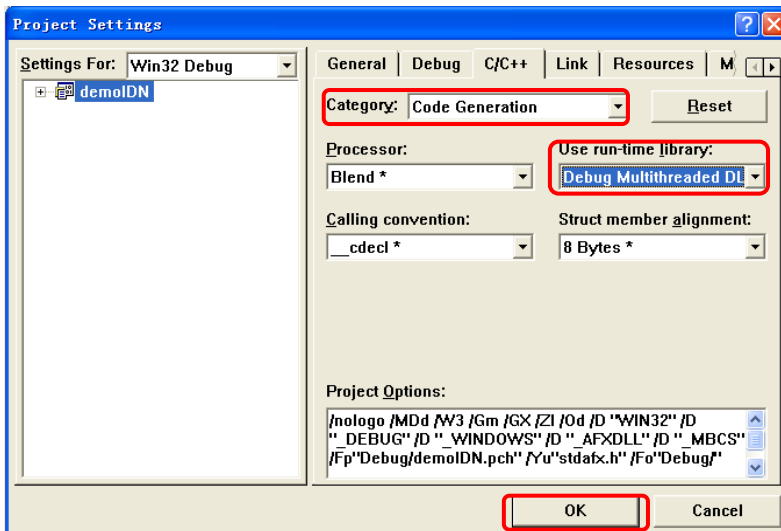 Project Settings
Settings For: Win32 Debug
demoIDN
General Debug C/C++ Link Resources M
Category: Code Generation Reset
Processor: Use run-time library:
Blend * Debug Multithreaded DL
Calling convention: Struct member alignment:
__cdecl * 8 Bytes *
Project Options:
/nologo /MDd /W3 /Gm /GX /ZI /Od /D "WIN32" /D
"_DEBUG" /D "_WINDOWS" /D "_AFXDLL" /D "_MBCS"
/Fp"Debug/demoIDN.pch" /Yu"stdafx.h" /Fo"Debug/"
OK Cancel